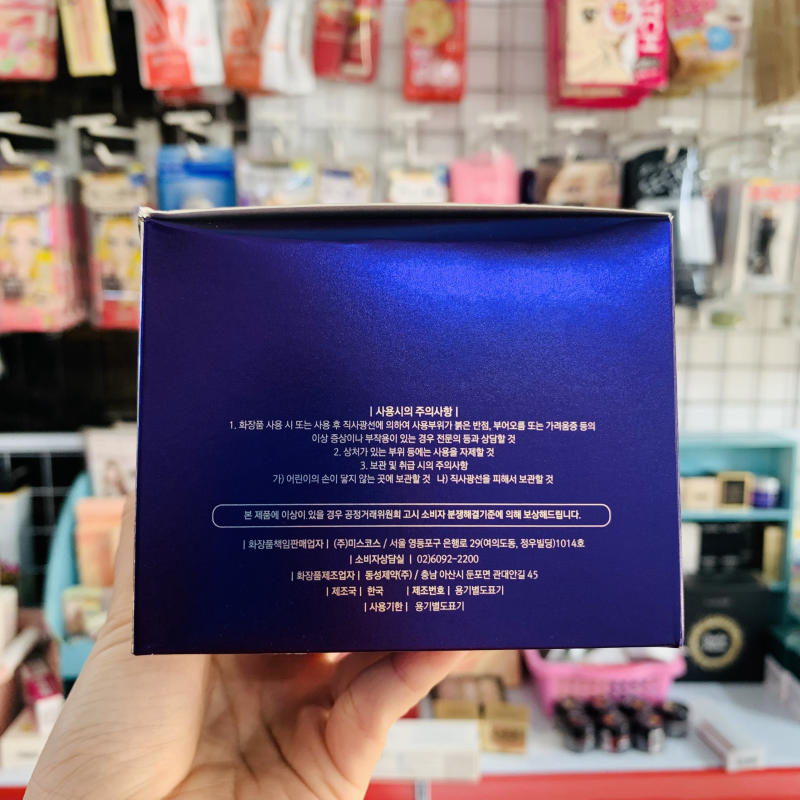 | 사용시의 주의사항 |
1. 화장품 사용 시 또는 사용 후 직사광선에 의하여 사용부위가 붉은 반점, 부어오름 또는 가려움증 등의
이상 증상이나 부작용이 있는 경우 전문의 등과 상담할 것
2. 상처가 있는 부위 등에는 사용을 자제할 것
3. 보관 및 취급 시의 주의사항
가) 어린이의 손이 닿지 않는 곳에 보관할 것 나) 직사광선을 피해서 보관할 것
본 제품에 이상이 있을 경우 공정거래위원회 고시 소비자 분쟁해결기준에 의해 보상해드립니다.
| 화장품책임판매업자 | (주)미스코스 / 서울 영등포구 은행로 29(여의도동, 정우빌딩)1014호
| 소비자상담실 | 02)6092-2200
| 화장품제조업자 | 동성제약(주) / 충남 아산시 둔포면 관대안길 45
| 제조국 | 한국 | 제조번호 | 용기별도표기
| 사용기한 | 용기별도표기